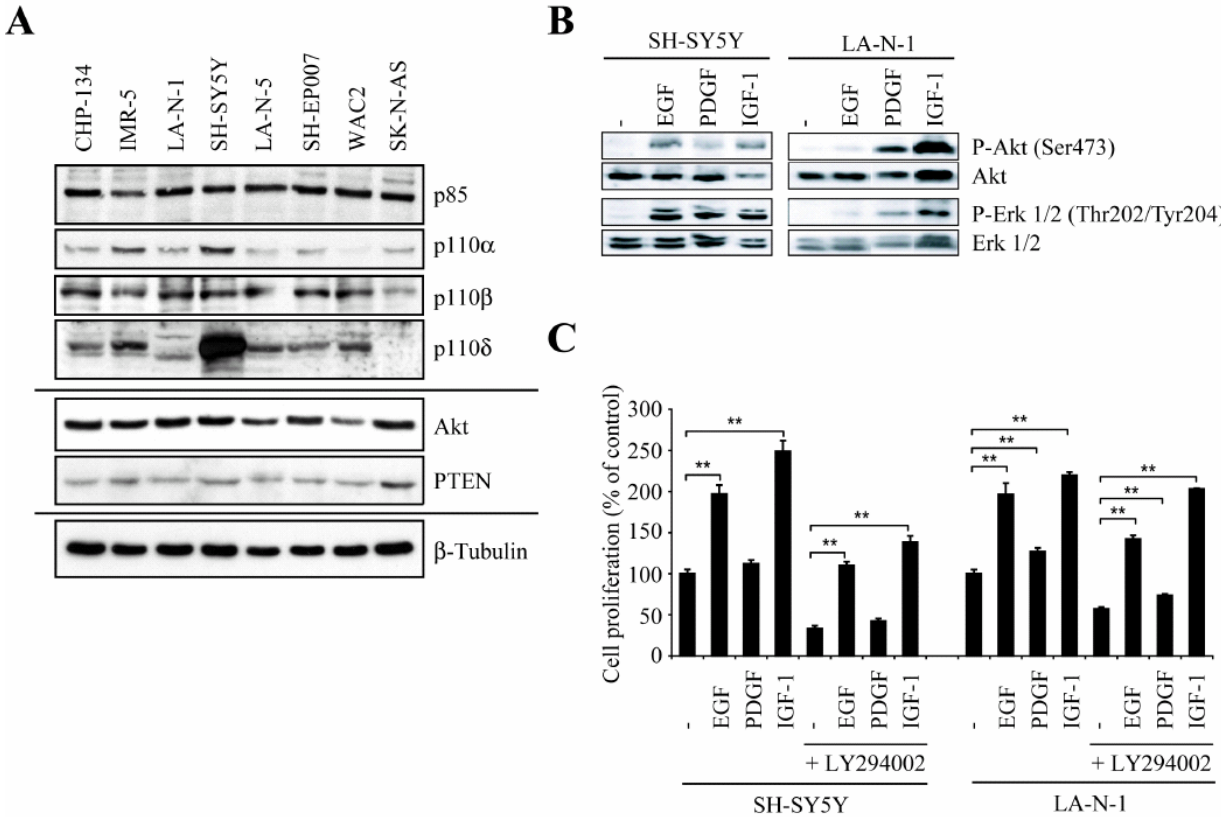 A
CHP-134
IMR-5
LA-N-1
SH-SY5Y
LA-N-5
SH-EP007
WAC2
SK-N-AS
p85
p110α
p110β
p110δ
Akt
PTEN
β-Tubulin
B
SH-SY5Y
LA-N-1
- EGF PDGF IGF-1
- EGF PDGF IGF-1
P-Akt (Ser473)
Akt
P-Erk 1/2 (Thr202/Tyr204)
Erk 1/2
C
Cell proliferation (% of control)
300
250
200
150
100
50
0
** ** ** ** ** ** ** ** ** **
- EGF PDGF IGF-1 - EGF PDGF IGF-1
- EGF PDGF IGF-1 - EGF PDGF IGF-1
+ LY294002
+ LY294002
SH-SY5Y
LA-N-1